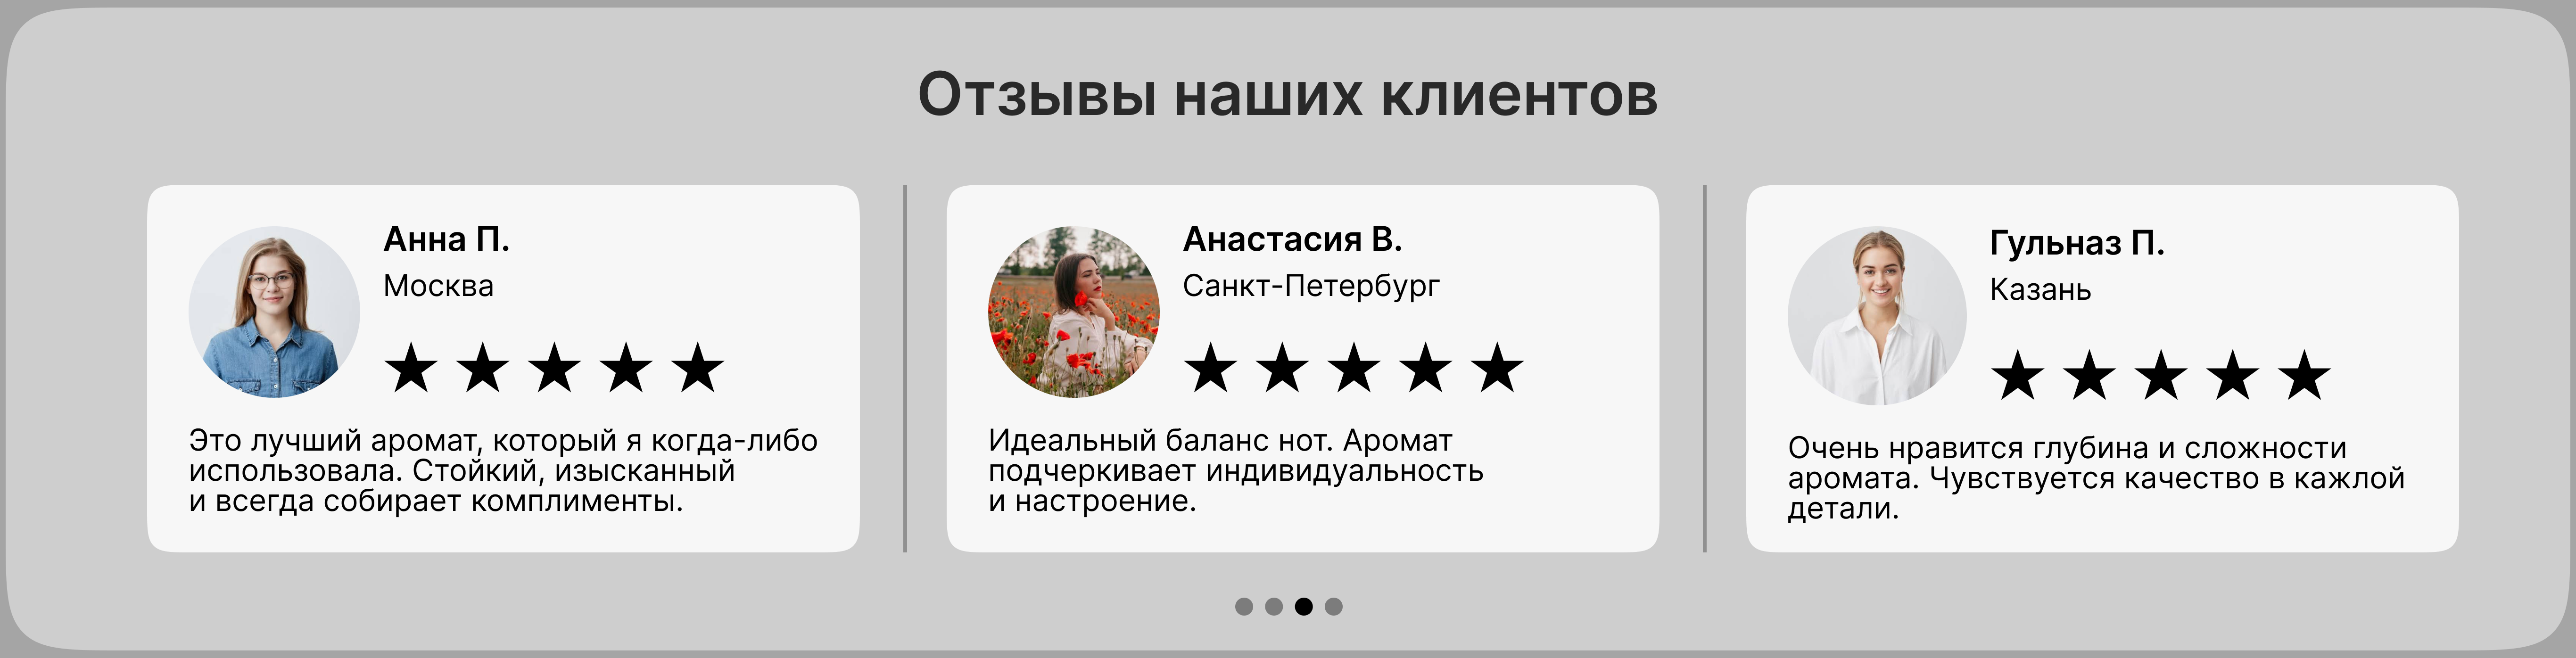 Отзывы наших клиентов
Анна П.
Москва
Это лучший аромат, который я когда-либо
использовала. Стойкий, изысканный
и всегда собирает комплименты.
Анастасия В.
Санкт-Петербург
Идеальный баланс нот. Аромат
подчеркивает индивидуальность
и настроение.
Гульназ П.
Казань
Очень нравится глубина и сложности
аромата. Чувствуется качество в кажлой
детали.